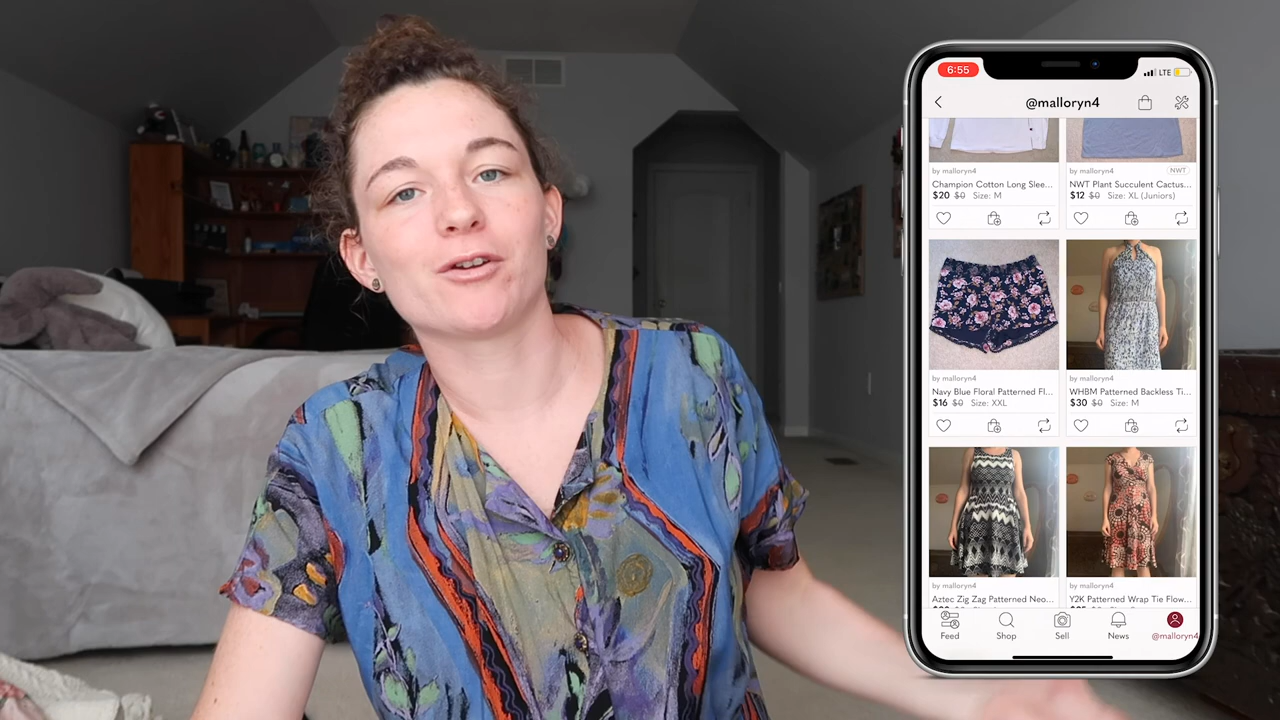 6:55
LTE
@malloryn4
by malloryn4
Champion Cotton Long Slee...
$20 $0 Size: M
by malloryn4
NWT
NWT Plant Succulent Cactus...
$12 $0 Size: XL (Juniors)
by malloryn4
Navy Blue Floral Patterned Fl...
$16 $0 Size: XXL
by malloryn4
WHBM Patterned Backless Ti...
$30 $0 Size: M
by malloryn4
Aztec Zig Zag Patterned Neo...
by malloryn4
Y2K Patterned Wrap Tie Flow...
Feed
Shop
Sell
News
@malloryn4